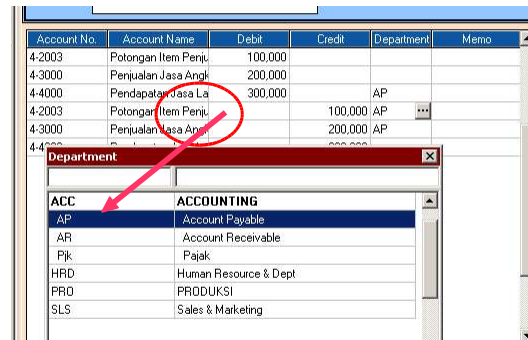 Account No. Account Name Debit Credit Department Memo
4-2003 Potongan Item Penju 100,000
4-3000 Penjualan Jasa Angk 200,000
4-4000 Pendapatan Jasa La 300,000 AP
4-2003 Potongan Item Penju 100,000 AP ...
4-3000 Penjualan Jasa Angk 200,000 AP
Department
ACC ACCOUNTING
AP Account Payable
AR Account Receivable
Pjk Pajak
HRD Human Resource & Dept
PRO PRODUKSI
SLS Sales & Marketing